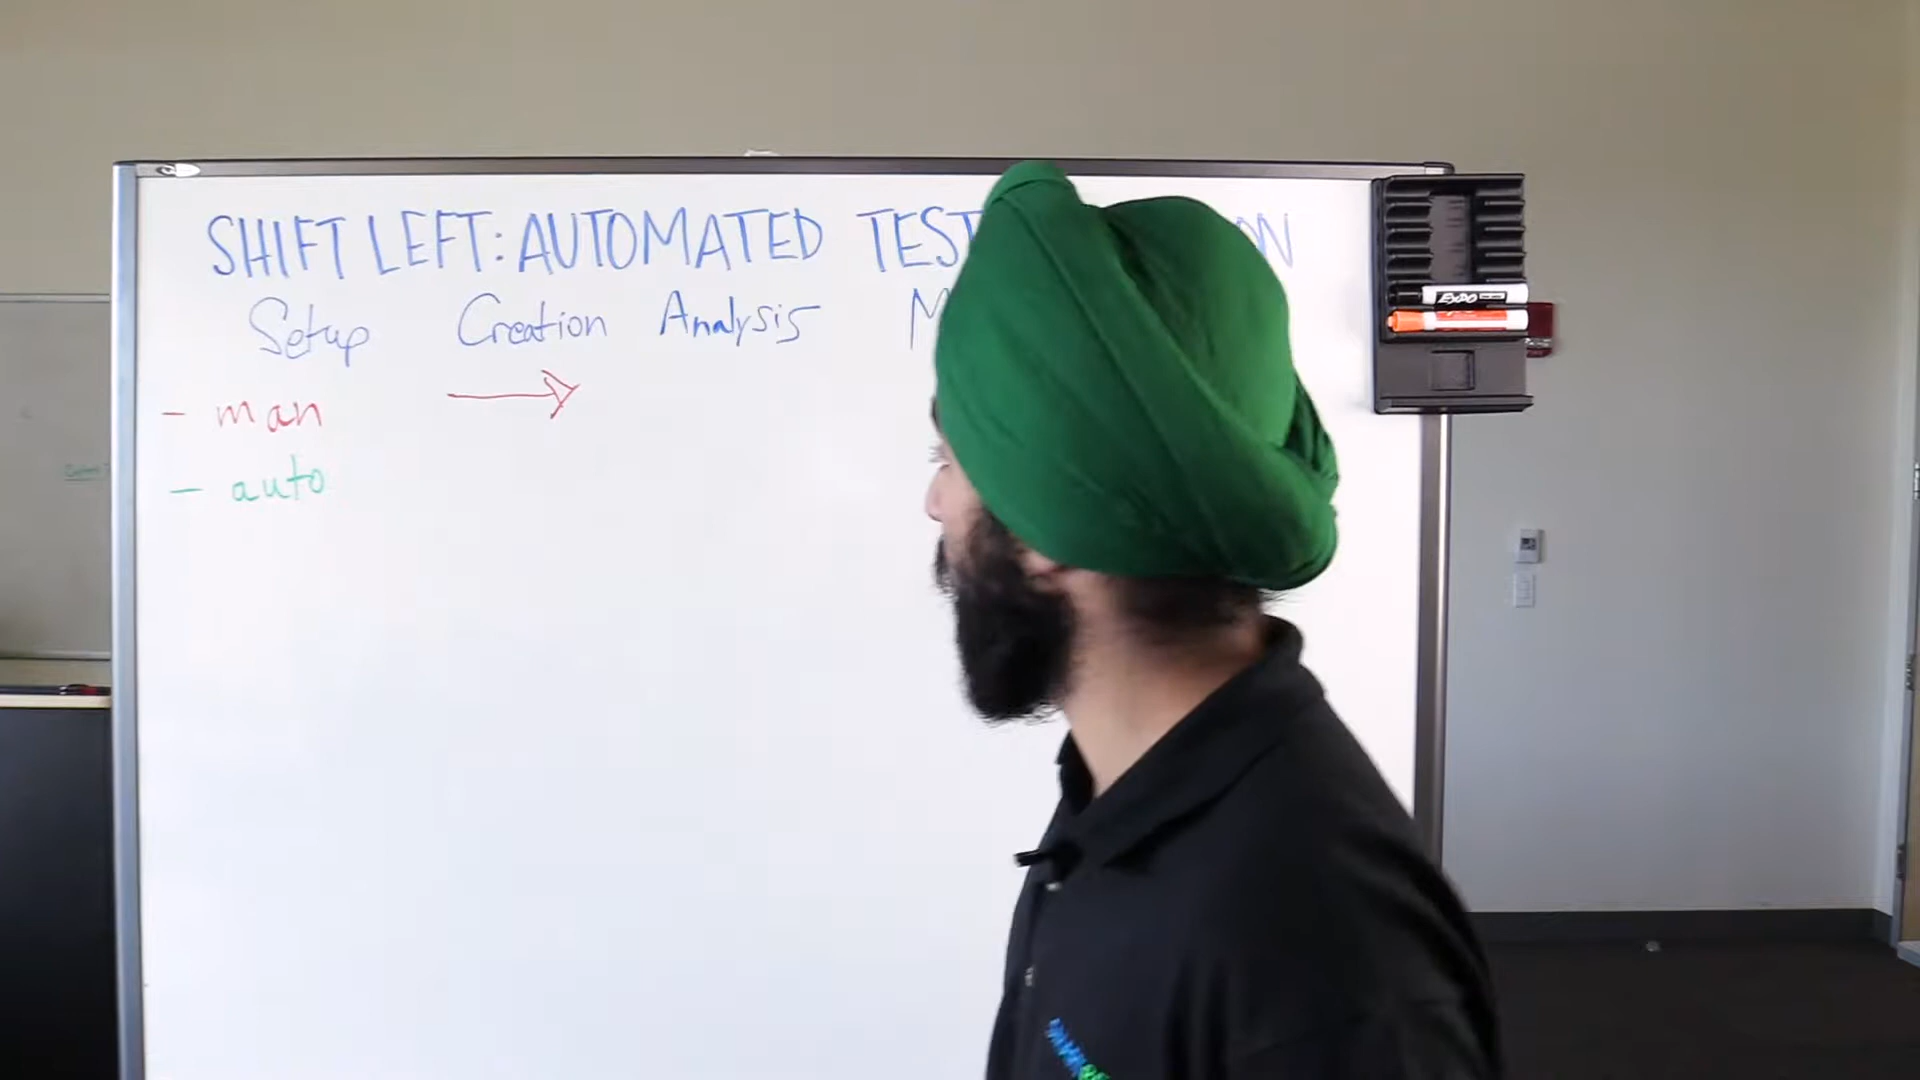 SHIFT LEFT: AUTOMATED TEST
Setup Creation Analysis
- man
- auto
EXPO